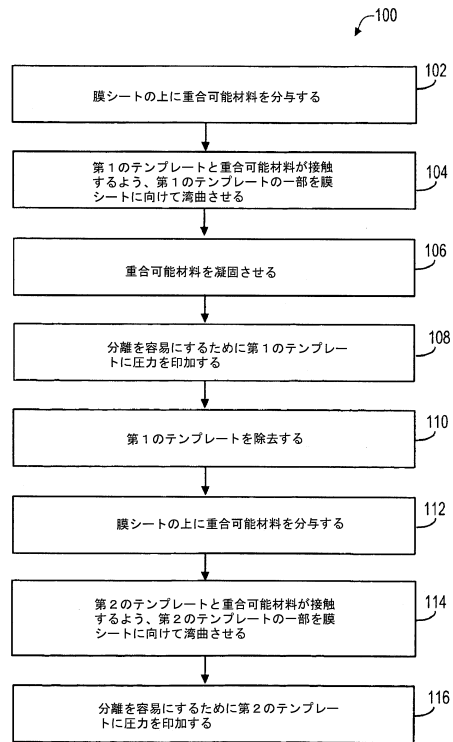 100
膜シートの上に重合可能材料を分与する
102
第1のテンプレートと重合可能材料が接触
するよう、第1のテンプレートの一部を膜
シートに向けて湾曲させる
104
重合可能材料を凝固させる
106
分離を容易にするために第1のテンプレー
トに圧力を印加する
108
第1のテンプレートを除去する
110
膜シートの上に重合可能材料を分与する
112
第2のテンプレートと重合可能材料が接触
するよう、第2のテンプレートの一部を膜
シートに向けて湾曲させる
114
分離を容易にするために第2のテンプレー
トに圧力を印加する
116